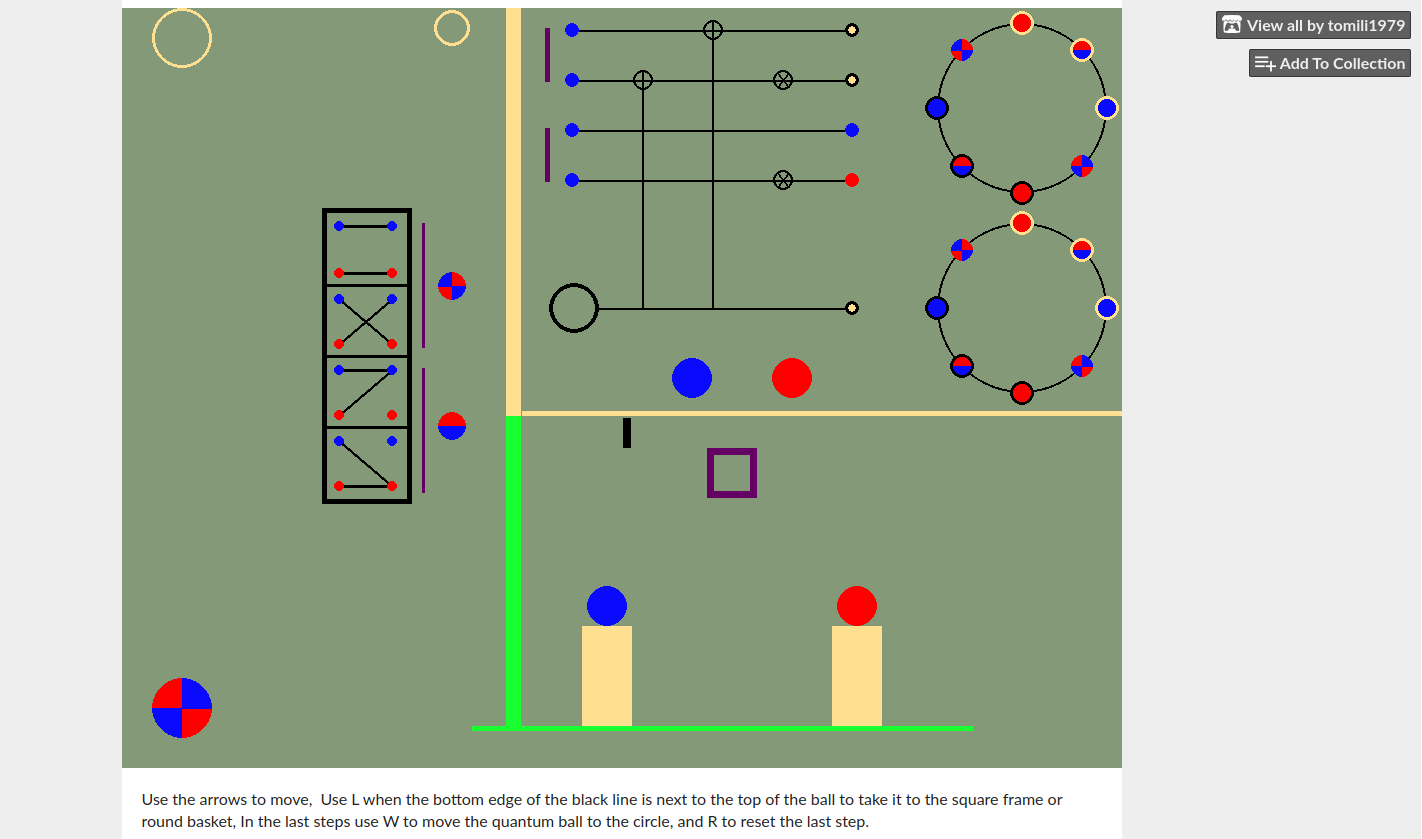 View all by tomili1979
Add To Collection
Use the arrows to move,  Use L when the bottom edge of the black line is next to the top of the ball to take it to the square frame or
round basket, In the last steps use W to move the quantum ball to the circle, and R to reset the last step.